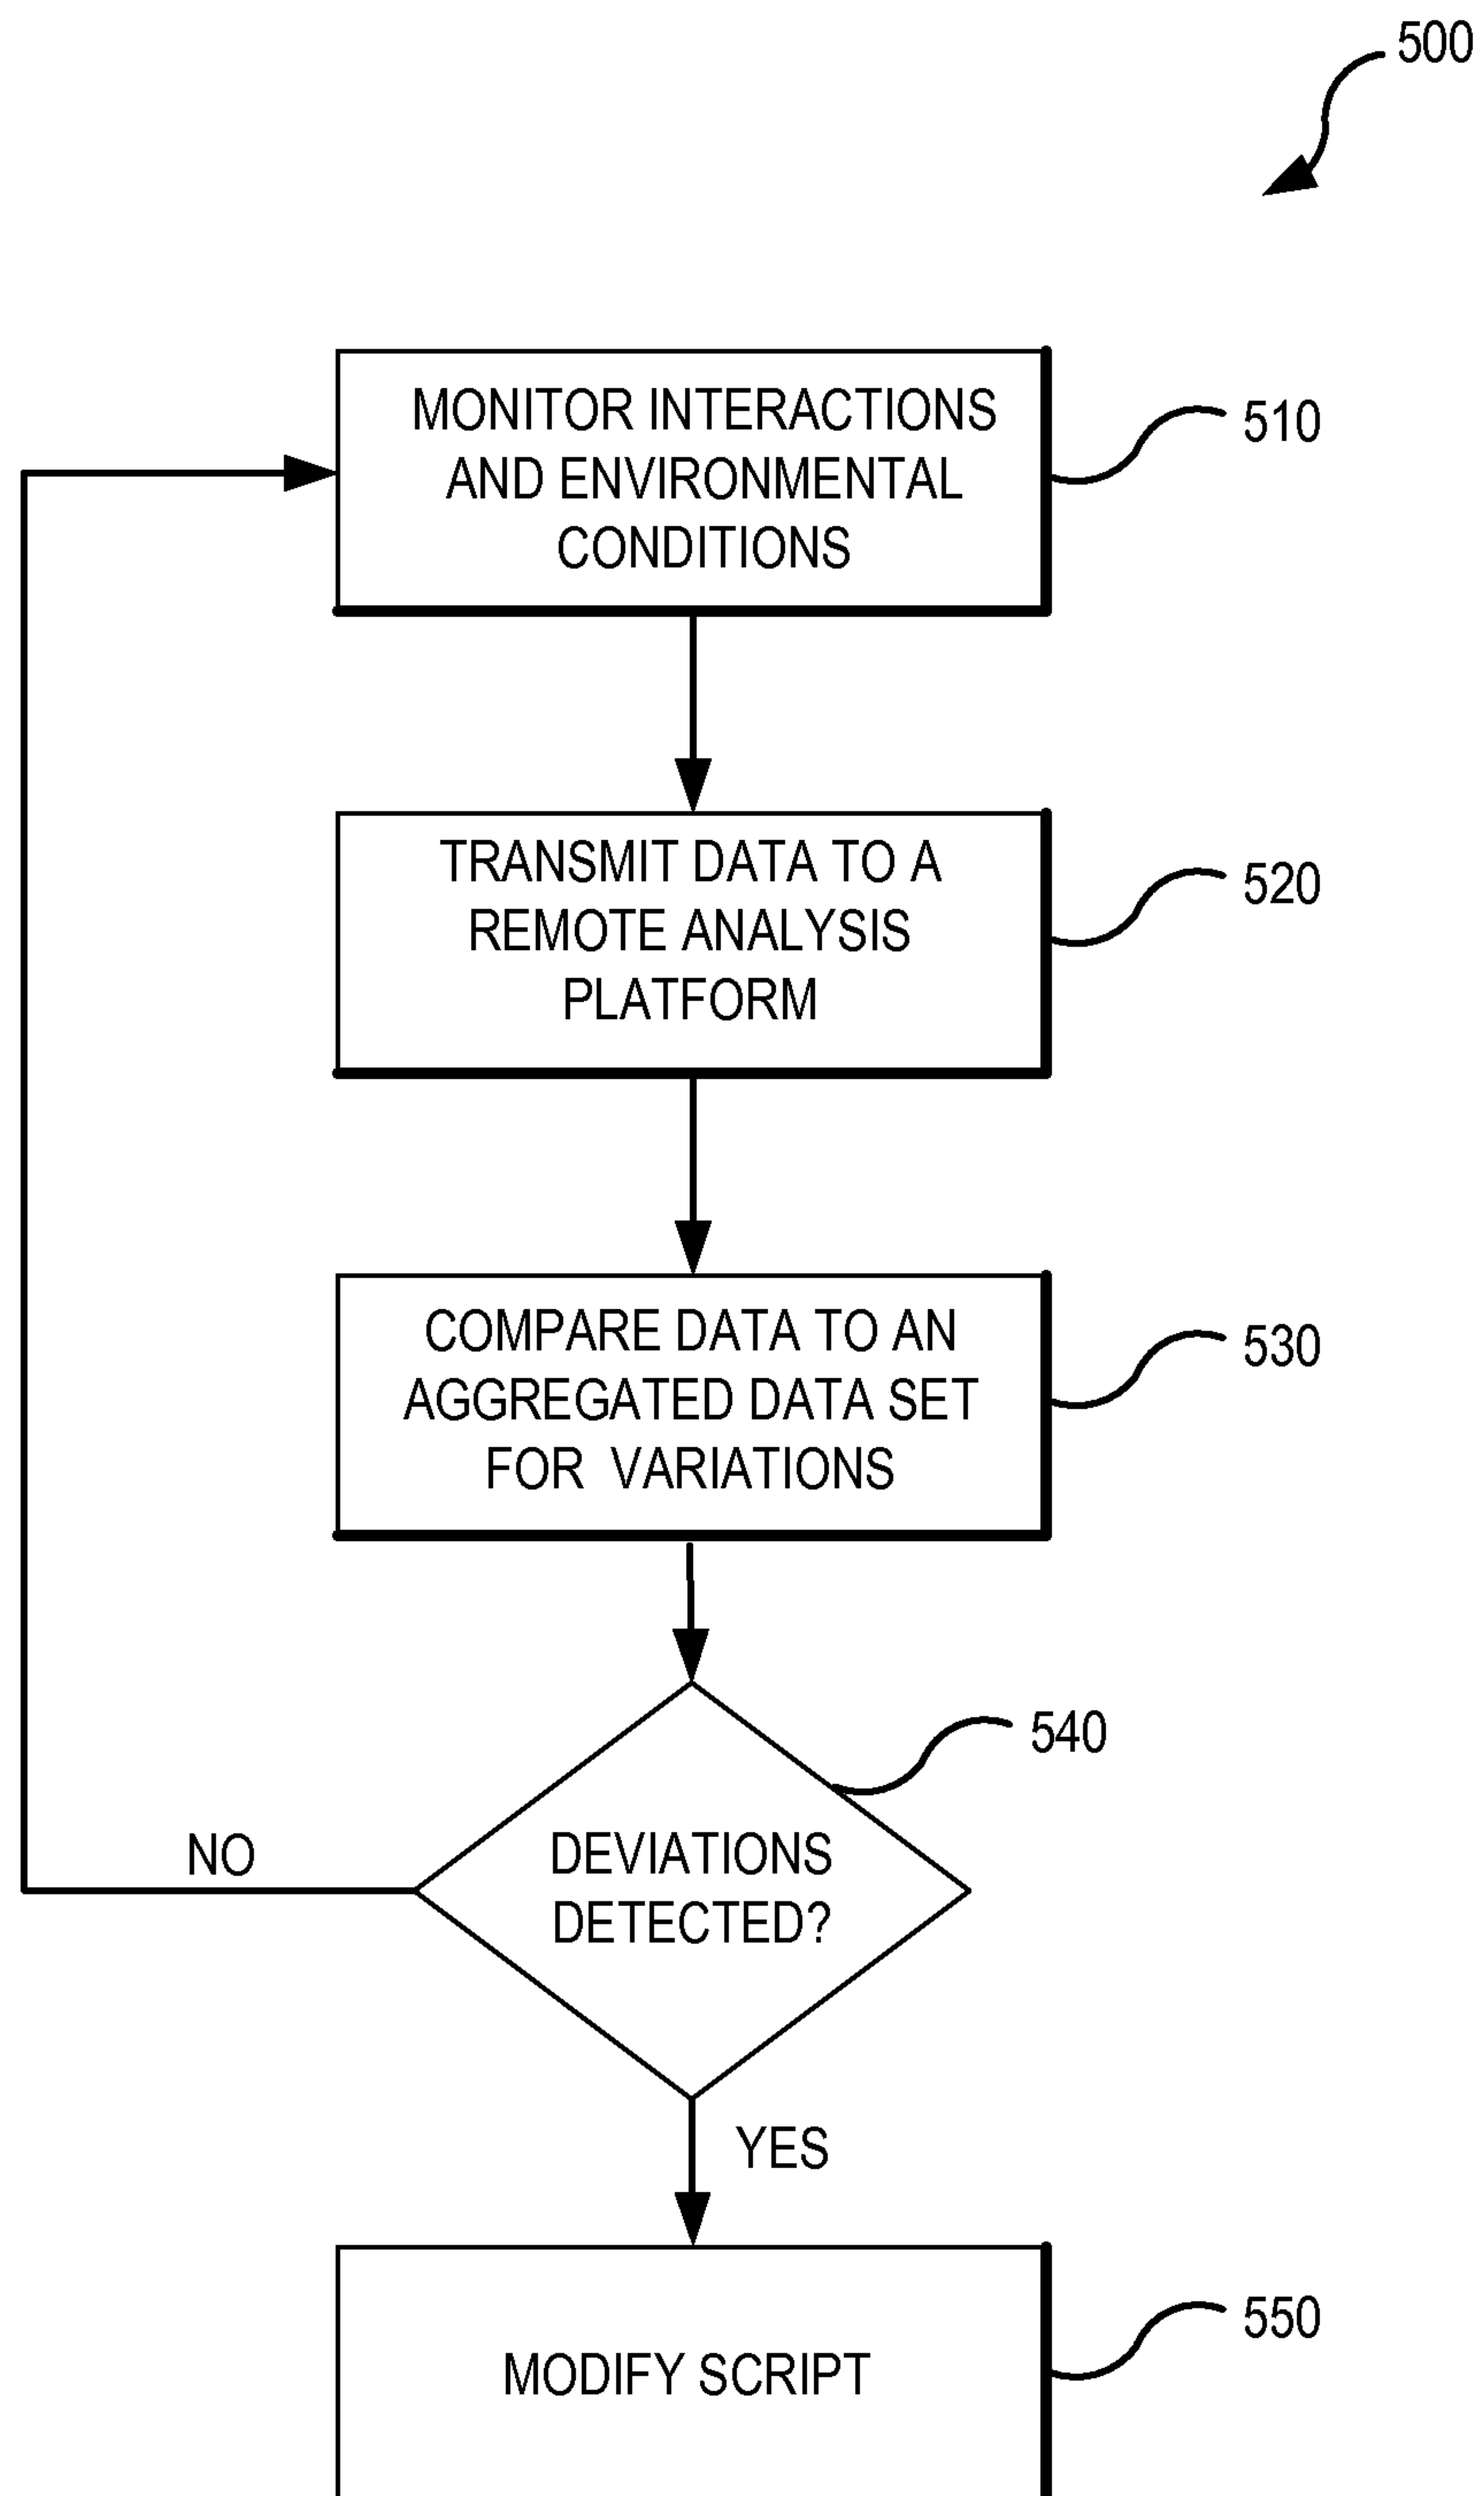 500
MONITOR INTERACTIONS
AND ENVIRONMENTAL
CONDITIONS
510
TRANSMIT DATA TO A
REMOTE ANALYSIS
PLATFORM
520
COMPARE DATA TO AN
AGGREGATED DATA SET
FOR VARIATIONS
530
540
DEVIATIONS
DETECTED?
NO
YES
550
MODIFY SCRIPT